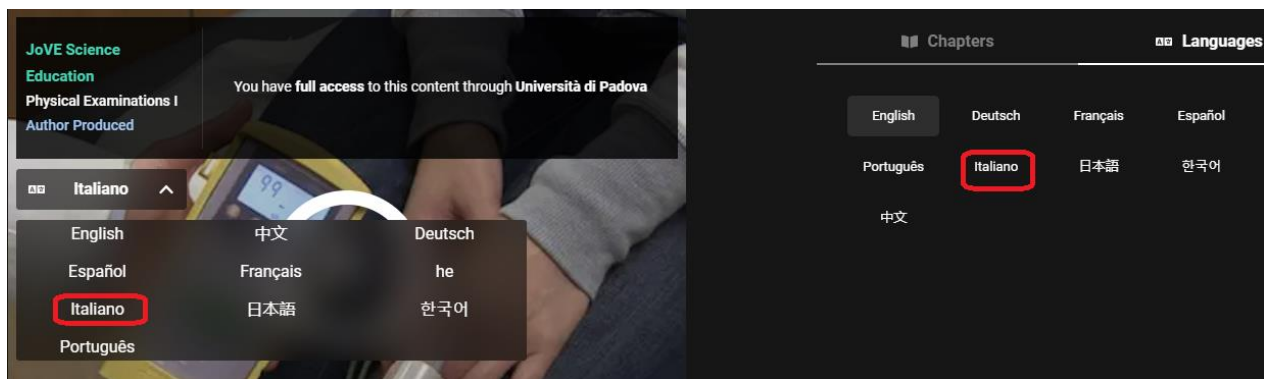 JoVE Science
Education
Physical Examinations I
Author Produced
You have full access to this content through Università di Padova
Italiano
English 中文 Deutsch
Español Français he
Italiano 日本語 한국어
Português
99
Chapters
Languages
English Deutsch Français Español
Português Italiano 日本語 한국어
中文